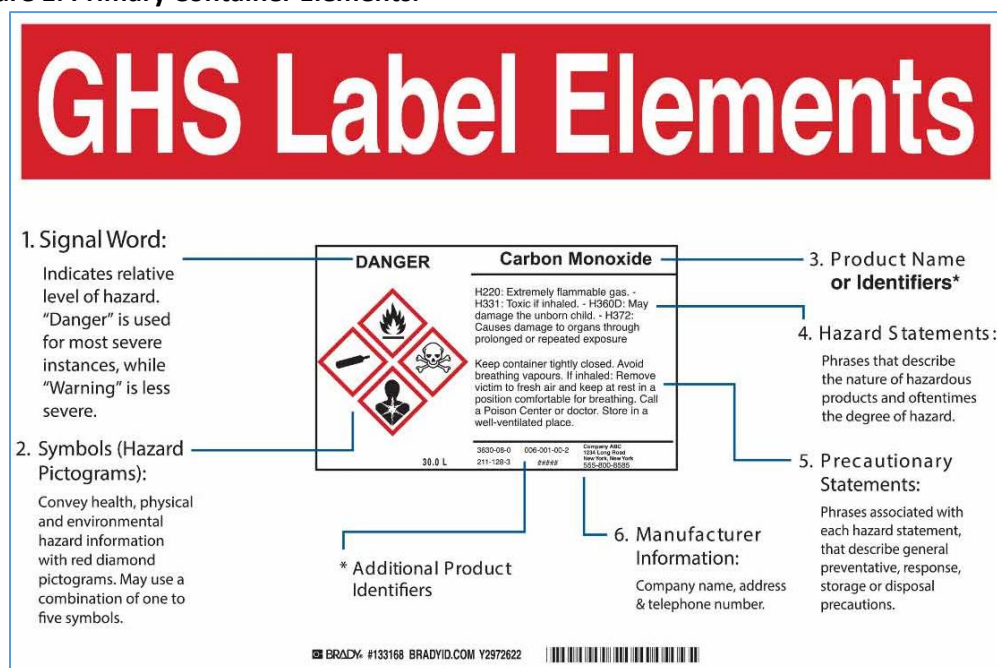 GHS Label Elements
1. Signal Word:
Indicates relative
level of hazard.
“Danger” is used
for most severe
instances, while
“Warning” is less
severe.
2. Symbols (Hazard
Pictograms):
Convey health, physical
and environmental
hazard information
with red diamond
pictograms. May use a
combination of one to
five symbols.
DANGER
30.0 L
Carbon Monoxide
H220: Extremely flammable gas. -
H331: Toxic if inhaled. - H360D: May
damage the unborn child. - H372:
Causes damage to organs through
prolonged or repeated exposure
Keep container tightly closed. Avoid
breathing vapours. If inhaled: Remove
victim to fresh air and keep at rest in a
position comfortable for breathing. Call
a Poison Center or doctor. Store in a
well-ventilated place.
3630-08-0 006-001-00-2
211-128-3 #####
Company ABC
1234 Long Road
New York, New York
555-800-8585
* Additional Product
Identifiers
3. Product Name
or Identifiers*
4. Hazard Statements:
Phrases that describe
the nature of hazardous
products and oftentimes
the degree of hazard.
5. Precautionary
Statements:
Phrases associated with
each hazard statement,
that describe general
preventative, response,
storage or disposal
precautions.
6. Manufacturer
Information:
Company name, address
& telephone number.
BRADY. #133168 BRADYID.COM Y2972622